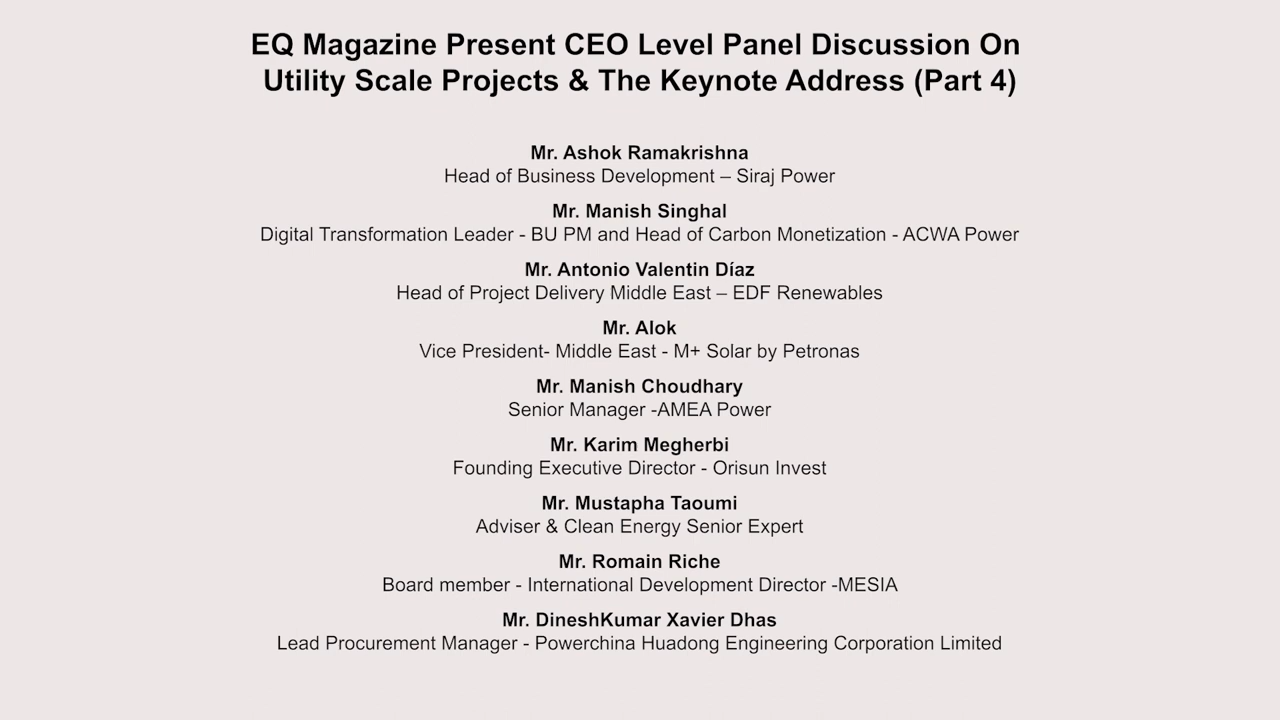 EQ Magazine Present CEO Level Panel Discussion On
Utility Scale Projects & The Keynote Address (Part 4)
Mr. Ashok Ramakrishna
Head of Business Development – Siraj Power
Mr. Manish Singhal
Digital Transformation Leader - BU PM and Head of Carbon Monetization - ACWA Power
Mr. Antonio Valentin Díaz
Head of Project Delivery Middle East – EDF Renewables
Mr. Alok
Vice President- Middle East - M+ Solar by Petronas
Mr. Manish Choudhary
Senior Manager -AMEA Power
Mr. Karim Megherbi
Founding Executive Director - Orisun Invest
Mr. Mustapha Taoumi
Adviser & Clean Energy Senior Expert
Mr. Romain Riche
Board member - International Development Director -MESIA
Mr. DineshKumar Xavier Dhas
Lead Procurement Manager - Powerchina Huadong Engineering Corporation Limited